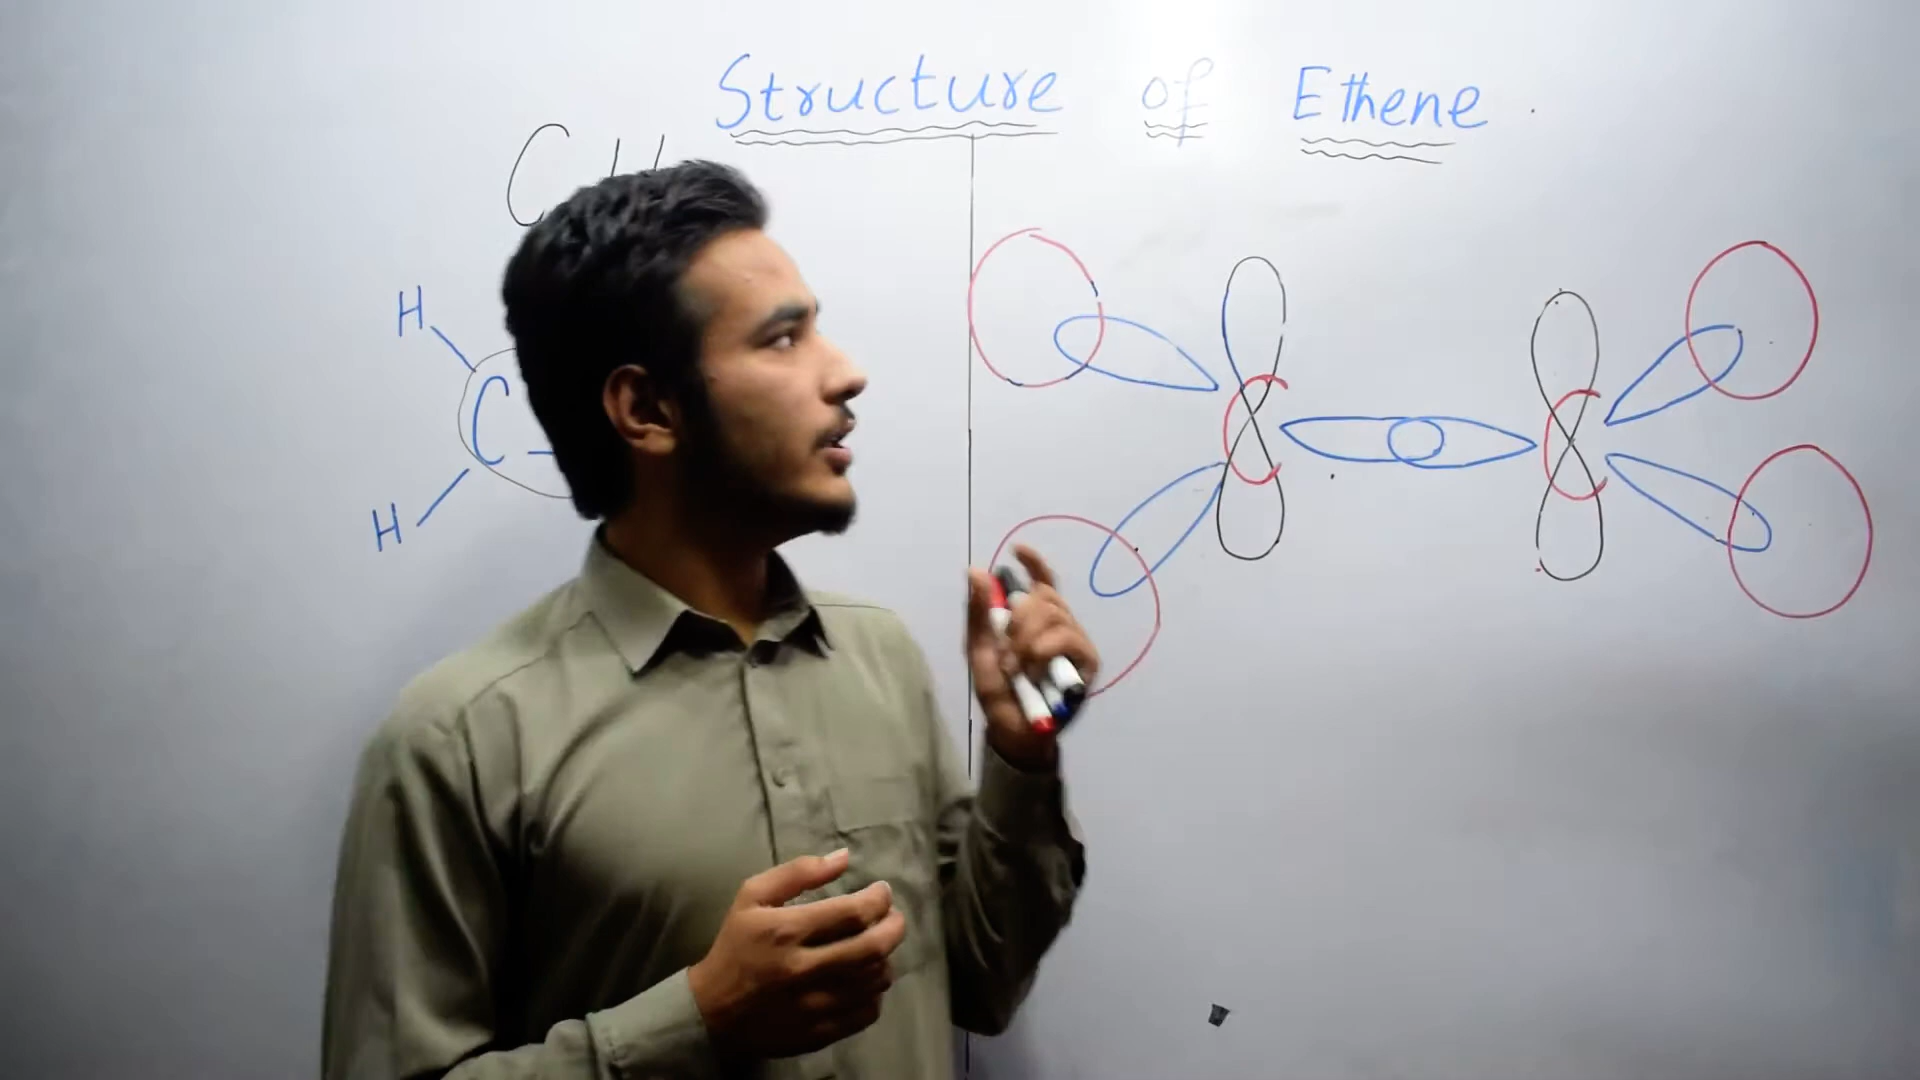 Structure of Ethene
C H
H
C
H
C C